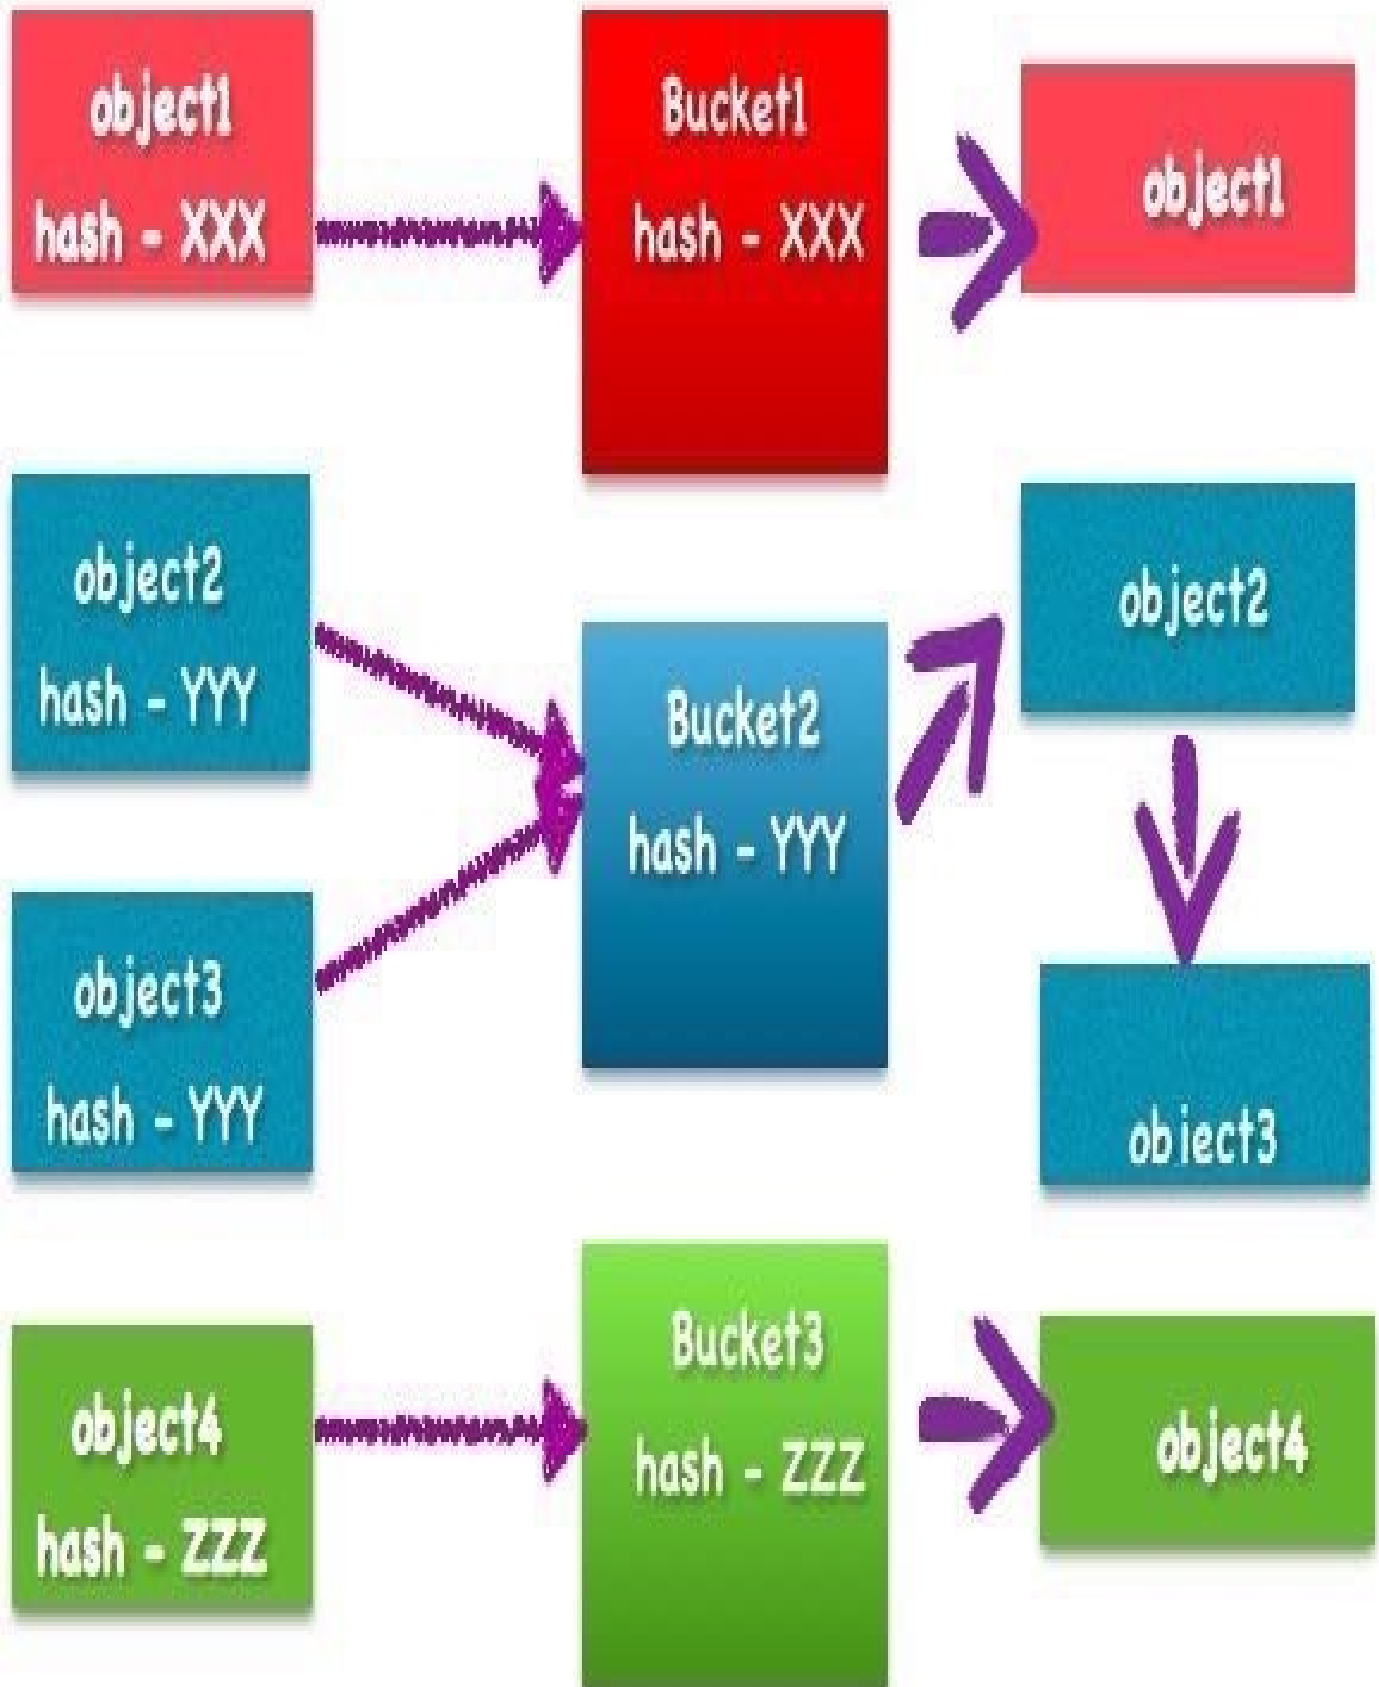 object1
hash - XXX
Bucket1
hash - XXX
object1
object2
hash - YYY
object3
hash - YYY
Bucket2
hash - YYY
object2
object3
object4
hash - ZZZ
Bucket3
hash - ZZZ
object4